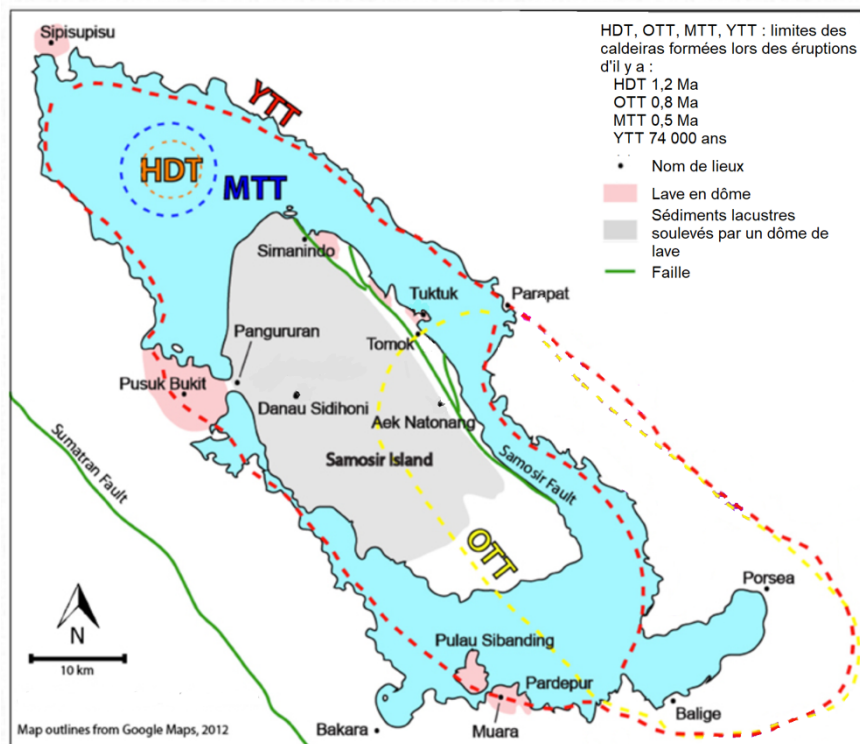 HDT, OTT, MTT, YTT : limites des
caldeiras formées lors des éruptions
d'il y a :
HDT 1,2 Ma
OTT 0,8 Ma
MTT 0,5 Ma
YTT 74 000 ans
Nom de lieux
Lave en dôme
Sédiments lacustres
soulevés par un dôme de
lave
Faille
Sipisupisu
YTT
HDT
MTT
Simanindo
Tuktuk
Parapat
Tomok
Pangururan
Pusuk Bukit
Danau Sidihoni
Aek Natonang
Samosir Island
Samosir Fault
Sumatran Fault
OTT
Porsea
N
10 km
Pulau Sibanding
Pardepur
Muara
Balige
Bakara
Map outlines from Google Maps, 2012